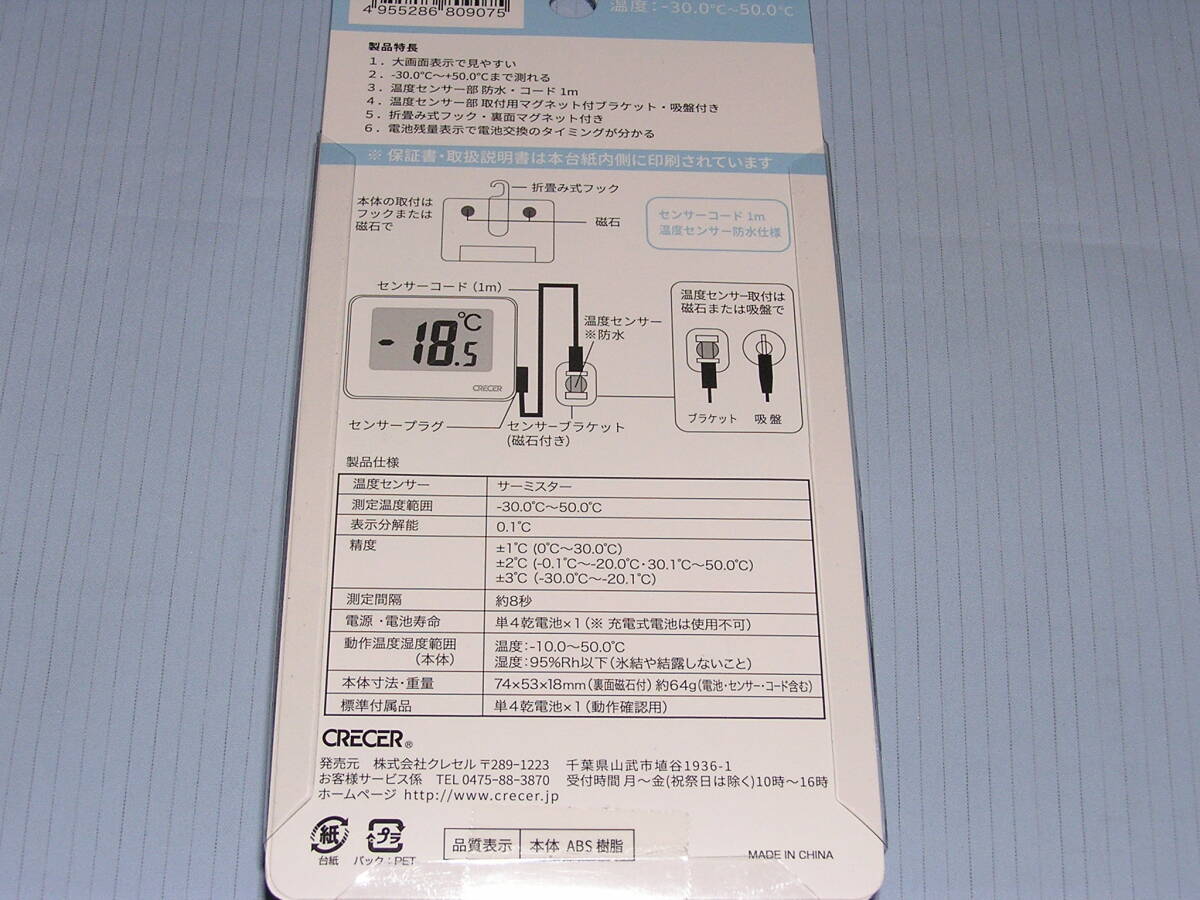 4 955286 809075
温度：-30.0℃~50.0℃
製品特長
1．大画面表示で見やすい
2．-30.0℃〜+50.0℃まで測れる
3．温度センサー部 防水・コード 1m
4．温度センサー部 取付用マグネット付ブラケット・吸盤付き
5．折畳み式フック・裏面マグネット付き
6．電池残量表示で電池交換のタイミングが分かる
※ 保証書・取扱説明書は本台紙内側に印刷されています
本体の取付は
フックまたは
磁石で
折畳み式フック
磁石
センサーコード 1m
温度センサー防水仕様
センサーコード（1m）
-18.5 ℃
CRECER
温度センサー
※防水
温度センサー取付は
磁石または吸盤で
ブラケット
吸盤
センサープラグ
センサーブラケット
(磁石付き)
製品仕様
温度センサー サーミスター
測定温度範囲 -30.0℃〜50.0℃
表示分解能 0.1℃
精度 ±1℃ (0℃〜30.0℃)
±2℃ (-0.1℃〜-20.0℃・30.1℃〜50.0℃)
±3℃ (-30.0℃〜-20.1℃)
測定間隔 約8秒
電源・電池寿命 単4乾電池×1（※ 充電式電池は使用不可）
動作温度湿度範囲 温度：-10.0〜50.0℃
（本体） 湿度：95%Rh以下（氷結や結露しないこと）
本体寸法・重量 74×53×18mm（裏面磁石付）約64g（電池・センサー・コード含む）
標準付属品 単4乾電池×1（動作確認用）
CRECER®
発売元 株式会社クレセル 〒289-1223 千葉県山武市埴谷1936-1
お客様サービス係 TEL 0475-88-3870 受付時間 月〜金(祝祭日は除く)10時〜16時
ホームページ http://www.crecer.jp
紙
台紙
プラ
パック：PET
品質表示 本体 ABS 樹脂
MADE IN CHINA